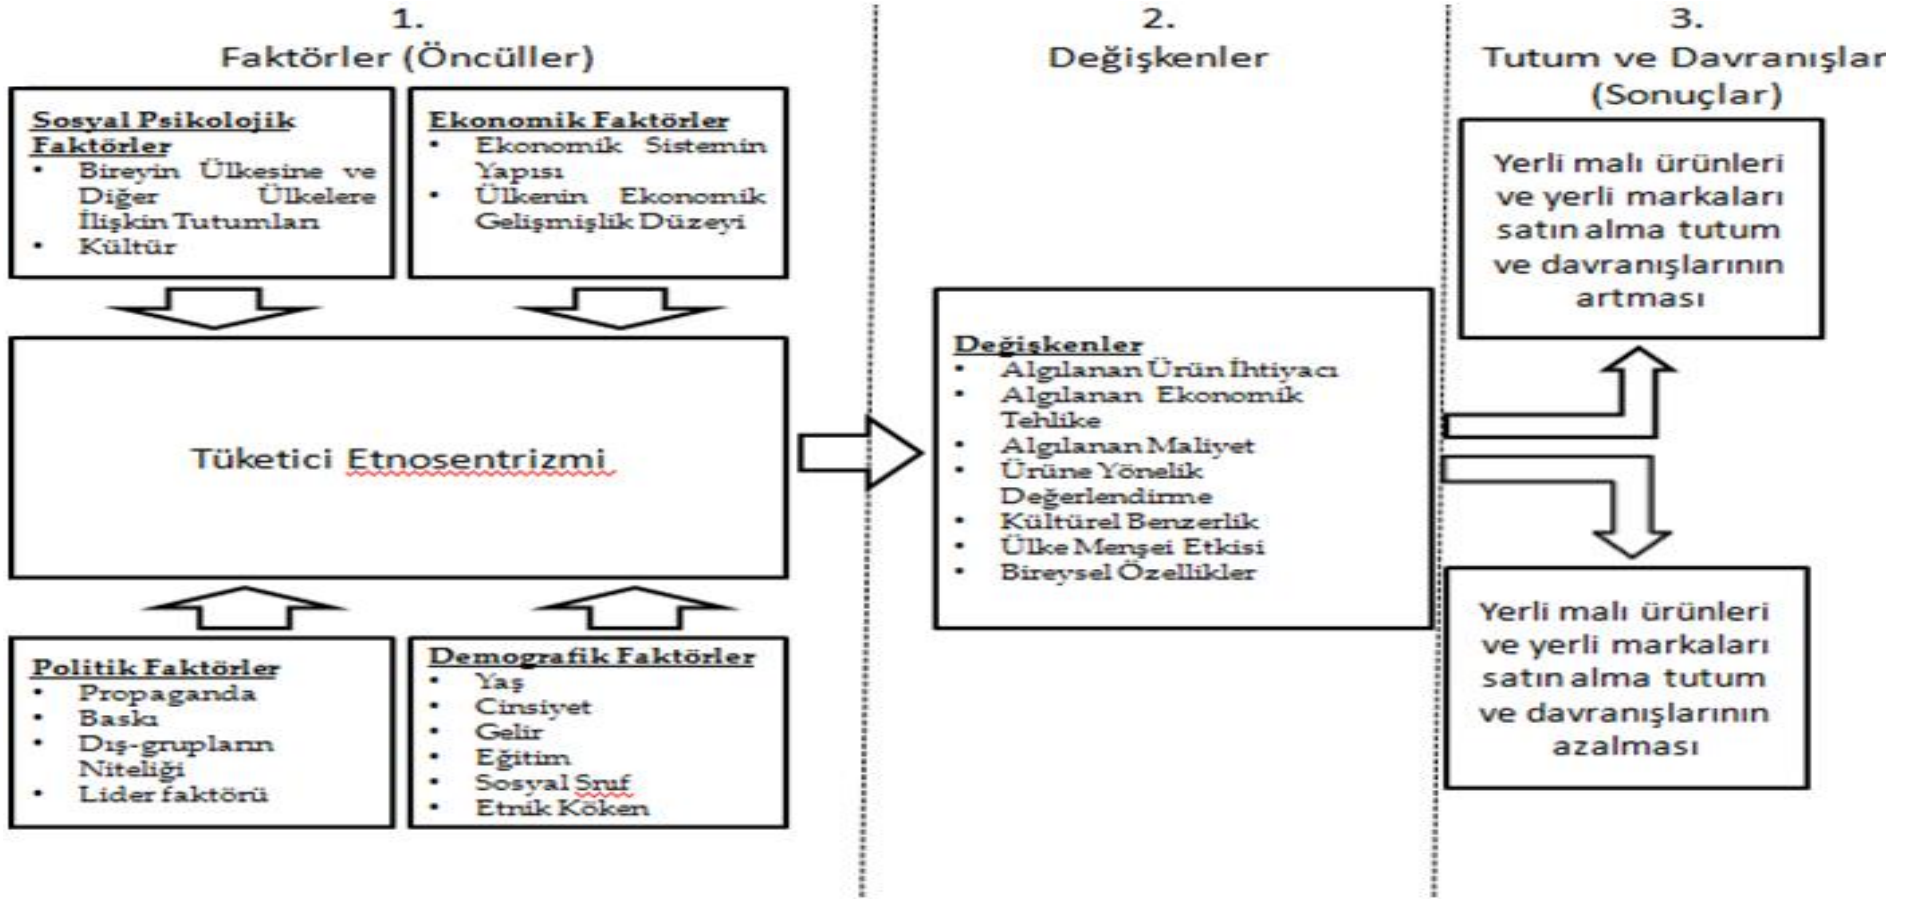 1.
Faktörler (Öncüller)
Sosyal Psikolojik
Faktörler
• Bireyin Ülkesine ve
Diğer Ülkelere
İlişkin Tutumları
• Kültür
Ekonomik Faktörler
• Ekonomik Sistemin
Yapısı
• Ülkenin Ekonomik
Gelişmişlik Düzeyi
Tüketici Etnosentrizmi
Politik Faktörler
• Propaganda
• Baskı
• Dış-grupların
Niteliği
• Lider faktörü
Demografik Faktörler
• Yaş
• Cinsiyet
• Gelir
• Eğitim
• Sosyal Snıf
• Etnik Köken
2.
Değişkenler
Değişkenler
• Algılanan Ürün İhtiyacı
• Algılanan Ekonomik
Tehlike
• Algılanan Maliyet
• Ürüne Yönelik
Değerlendirme
• Kültürel Benzerlik
• Ülke Menşei Etkisi
• Bireysel Özellikler
3.
Tutum ve Davranışlar
(Sonuçlar)
Yerli malı ürünleri
ve yerli markaları
satın alma tutum
ve davranışlarının
artması
Yerli malı ürünleri
ve yerli markaları
satın alma tutum
ve davranışlarının
azalması